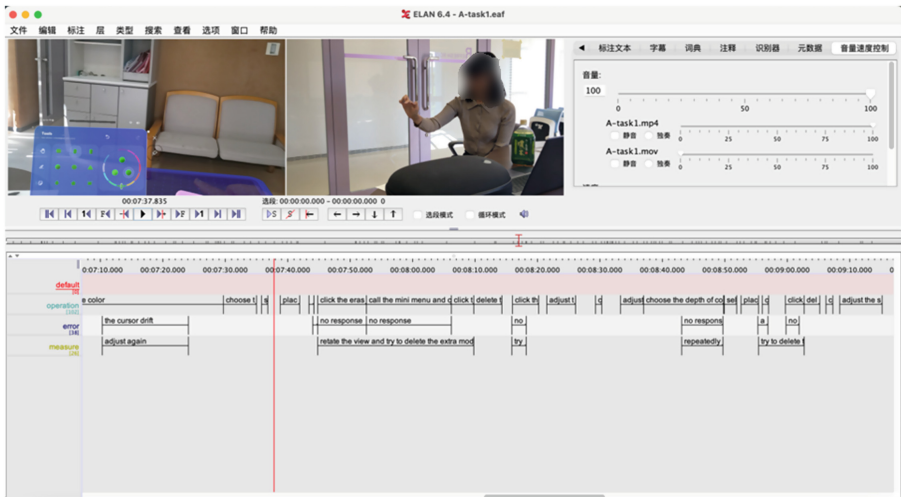 ELAN 6.4 - A-task1.eaf
文件 编辑 标注 层 类型 搜索 查看 选项 窗口 帮助
标注文本 字幕 词典 注释 识别器 元数据 音量速度控制
音量:
100
0 50 100
A-task1.mp4
静音 独奏
0 25 50 75 100
A-task1.mov
静音 独奏
0 25 50 75 100
Tools
00:07:37.835
选段: 00:00:00.000 - 00:00:00.000 0
选段模式 循环模式
0:07:10.000 00:07:20.000 00:07:30.000 00:07:40.000 00:07:50.000 00:08:00.000 00:08:10.000 00:08:20.000 00:08:30.000 00:08:40.000 00:08:50.000 00:09:00.000 00:09:10.000 0
default
[0]
operation
e color choose t s plac click the eras call the mini menu and c click t delete t click th adjust t c adjust choose the depth of co sel plac c click del c adjust the s
error
the cursor drift no response no response no no respons a no
measure
adjust again rotate the view and try to delete the extra mod try repeatedly try to delete t